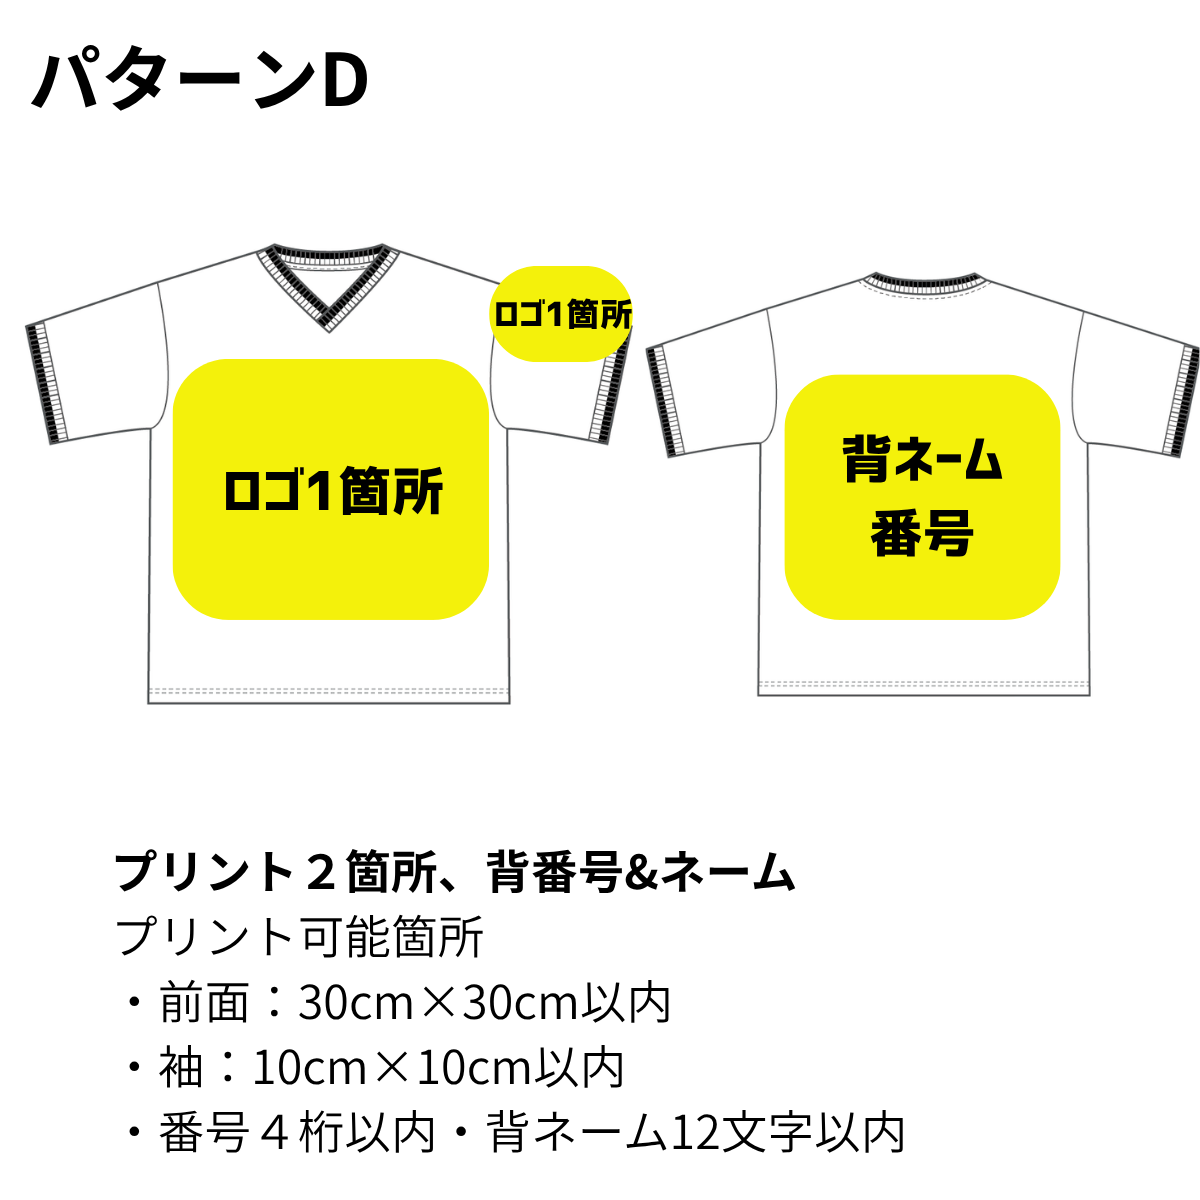 パターンD
ロゴ1箇所
ロゴ1箇所
背ネーム
番号
プリント２箇所、背番号&ネーム
プリント可能箇所
・前面：30cm×30cm以内
・袖：10cm×10cm以内
・番号４桁以内・背ネーム12文字以内